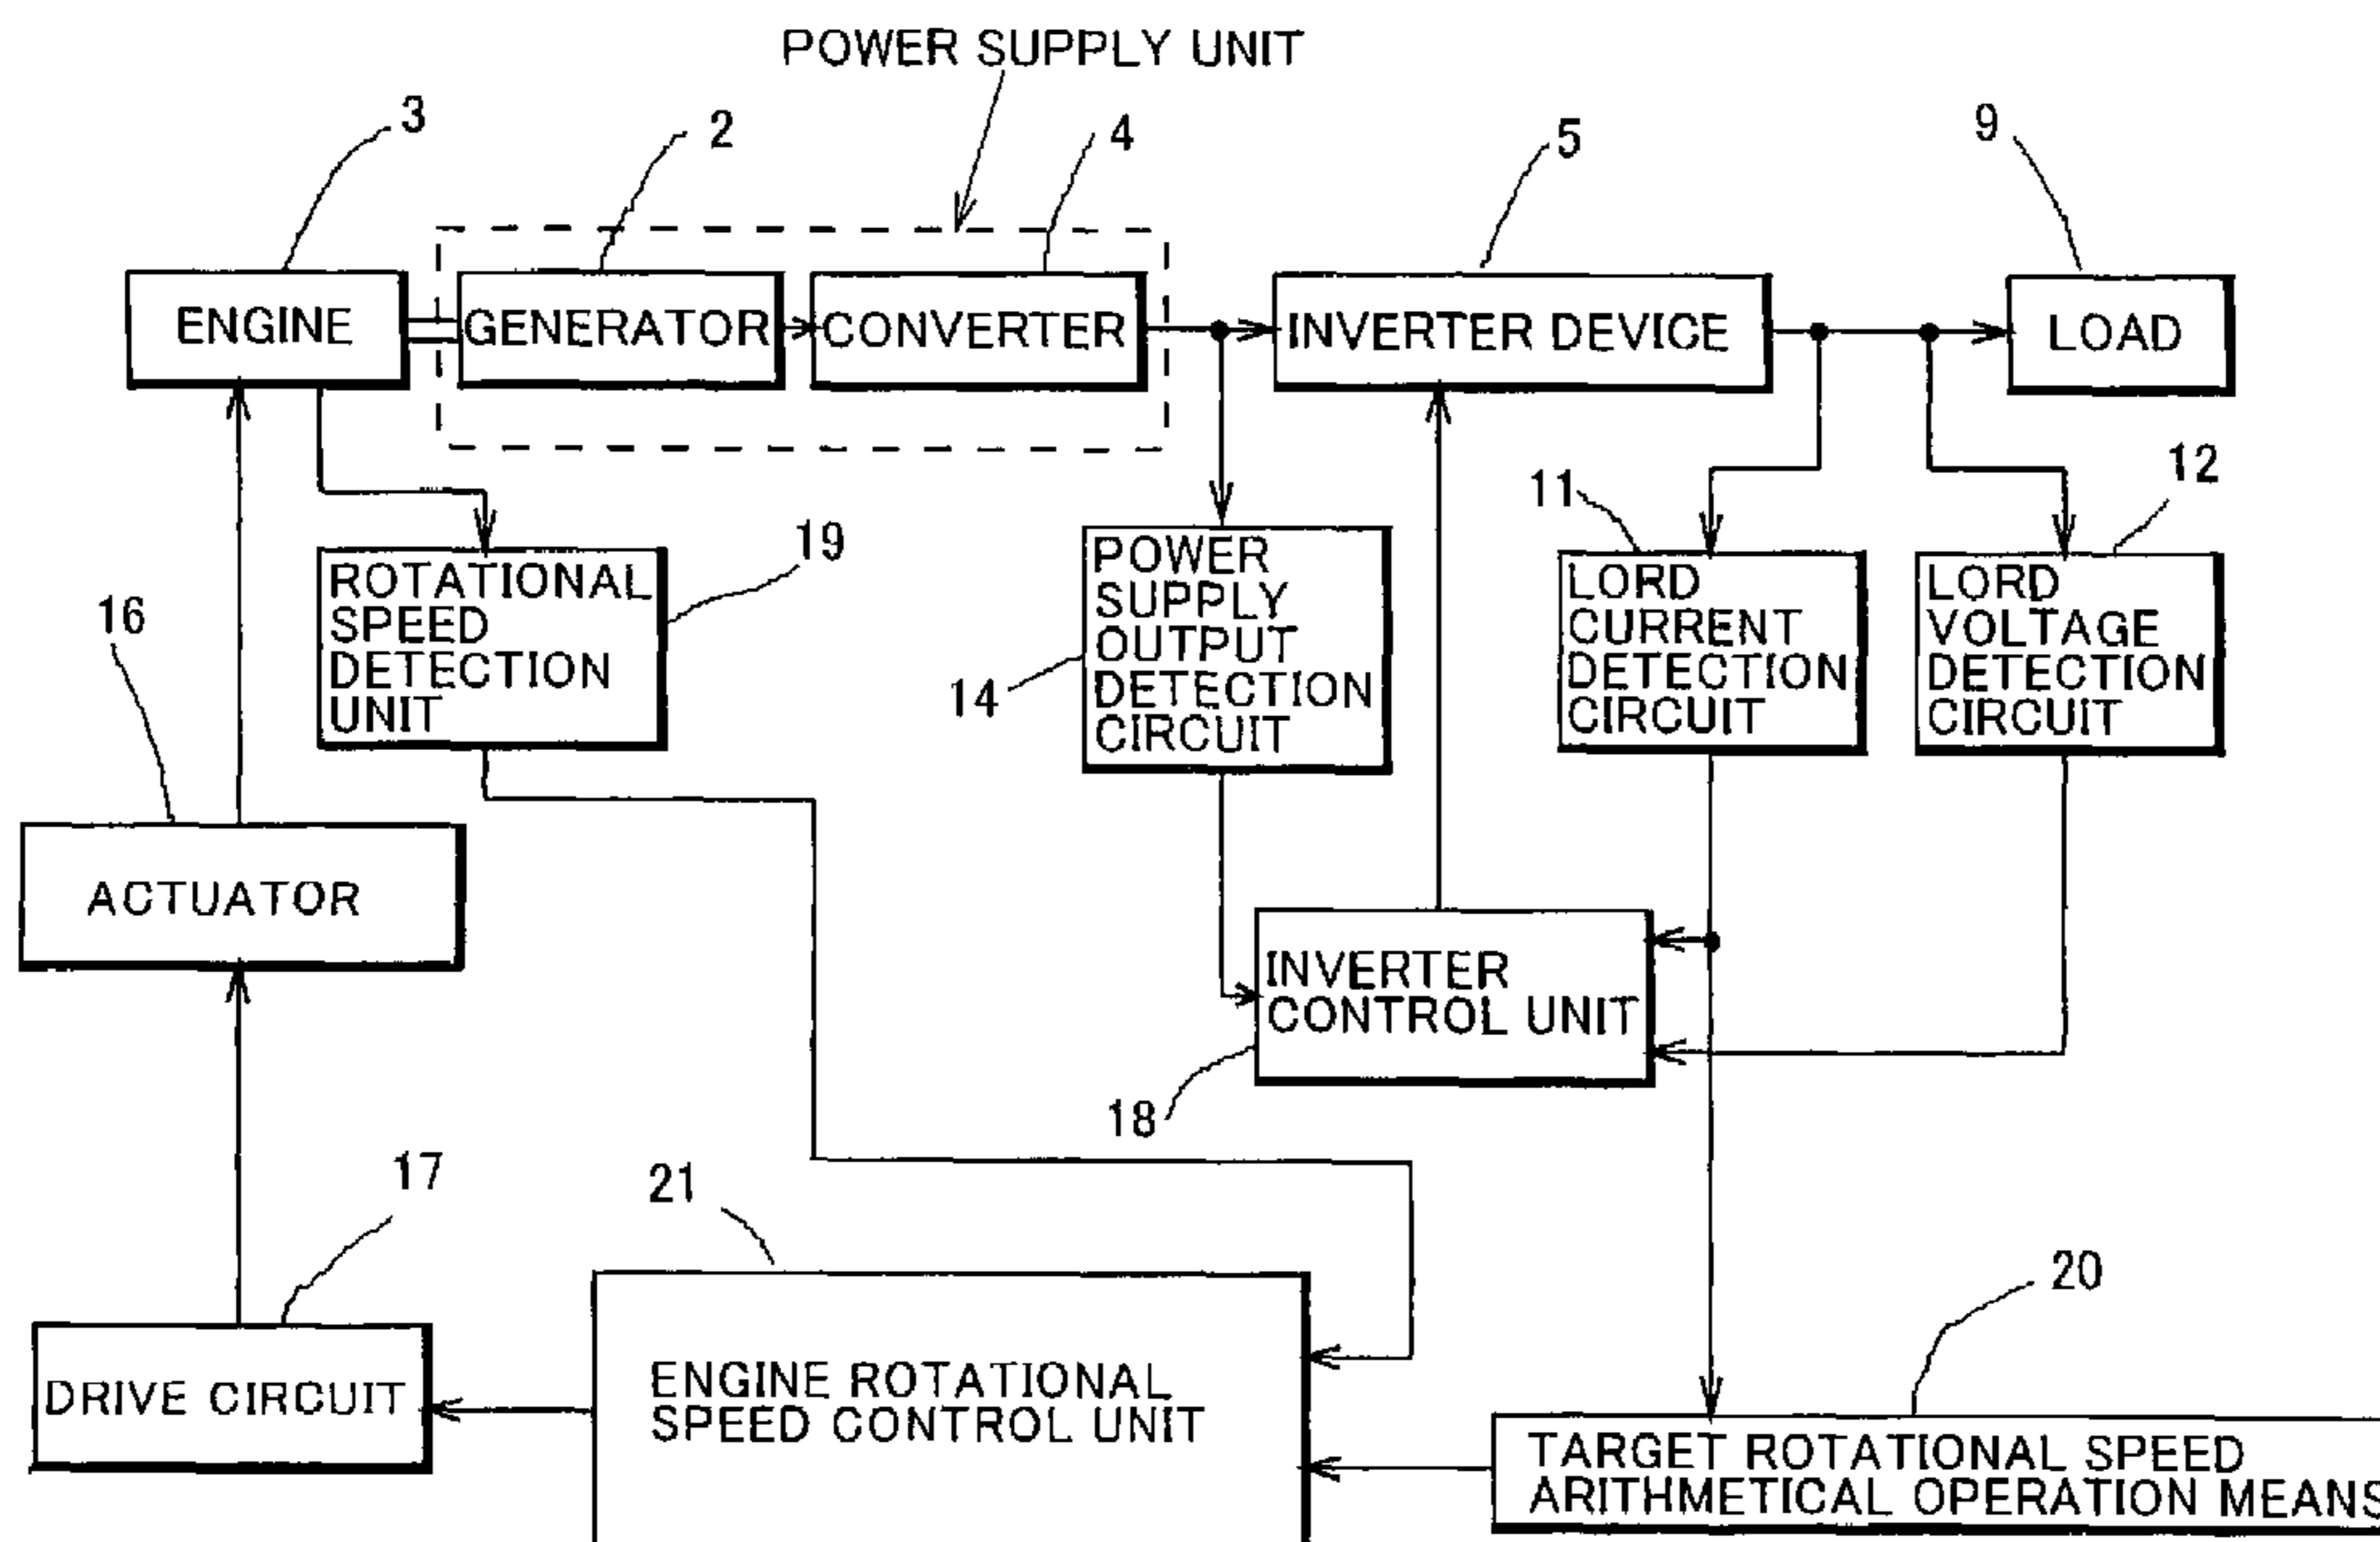 POWER SUPPLY UNIT
3
2
4
5
9
ENGINE
GENERATOR
CONVERTER
INVERTER DEVICE
LOAD
11
12
19
16
14
ROTATIONAL
SPEED
DETECTION
UNIT
POWER
SUPPLY
OUTPUT
DETECTION
CIRCUIT
LORD
CURRENT
DETECTION
CIRCUIT
LORD
VOLTAGE
DETECTION
CIRCUIT
ACTUATOR
INVERTER
CONTROL UNIT
18
17
21
20
DRIVE CIRCUIT
ENGINE ROTATIONAL
SPEED CONTROL UNIT
TARGET ROTATIONAL SPEED
ARITHMETICAL OPERATION MEANS